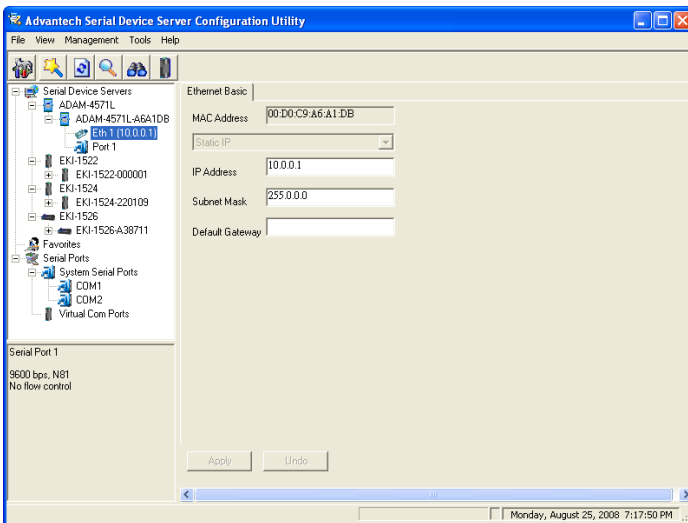 Advantech Serial Device Server Configuration Utility
File View Management Tools Help
Serial Device Servers
ADAM-4571L
ADAM-4571L-A6A1DB
Eth 1 (10.0.0.1)
Port 1
EKI-1522
EKI-1522-000001
EKI-1524
EKI-1524-220109
EKI-1526
EKI-1526-A38711
Favorites
Serial Ports
System Serial Ports
COM1
COM2
Virtual Com Ports
Serial Port 1
9600 bps, N81
No flow control
Ethernet Basic
MAC Address 00:D0:C9:A6:A1:DB
Static IP
IP Address 10.0.0.1
Subnet Mask 255.0.0.0
Default Gateway
Apply Undo
Monday, August 25, 2008 7:17:50 PM